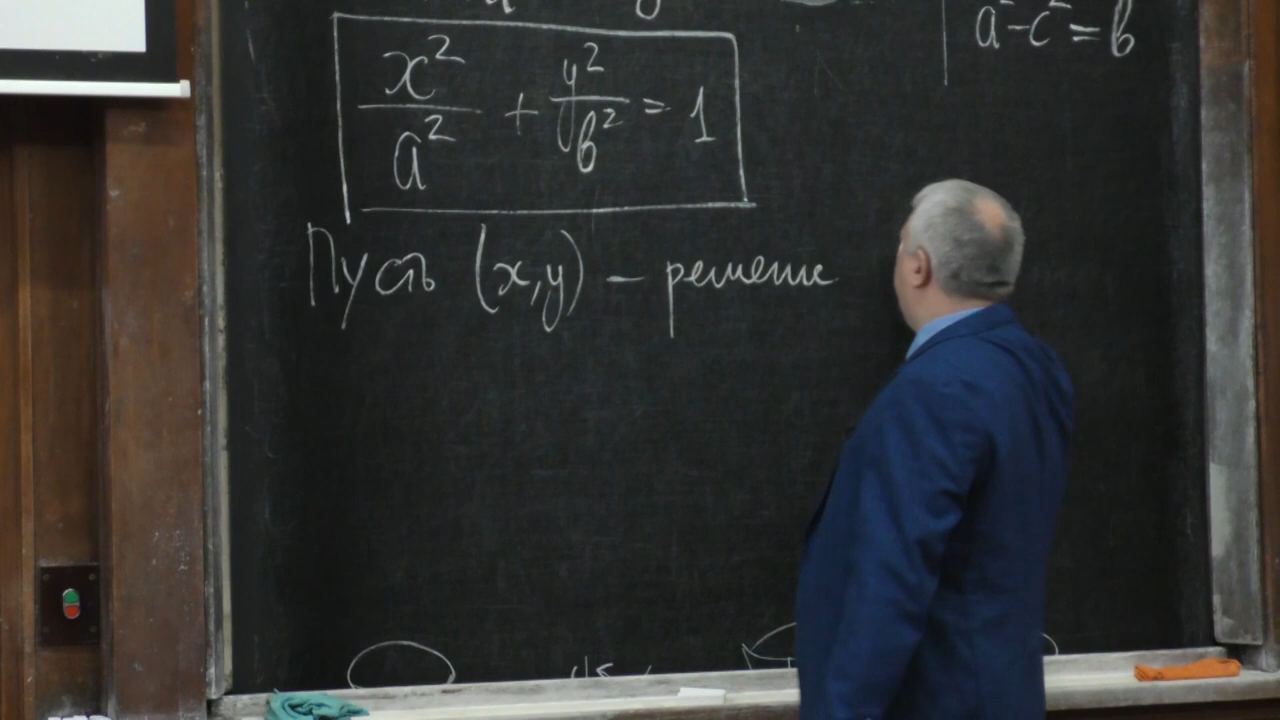 a² - c² = b
x²/a² + y²/b² = 1
Пусть (x,y) – решение